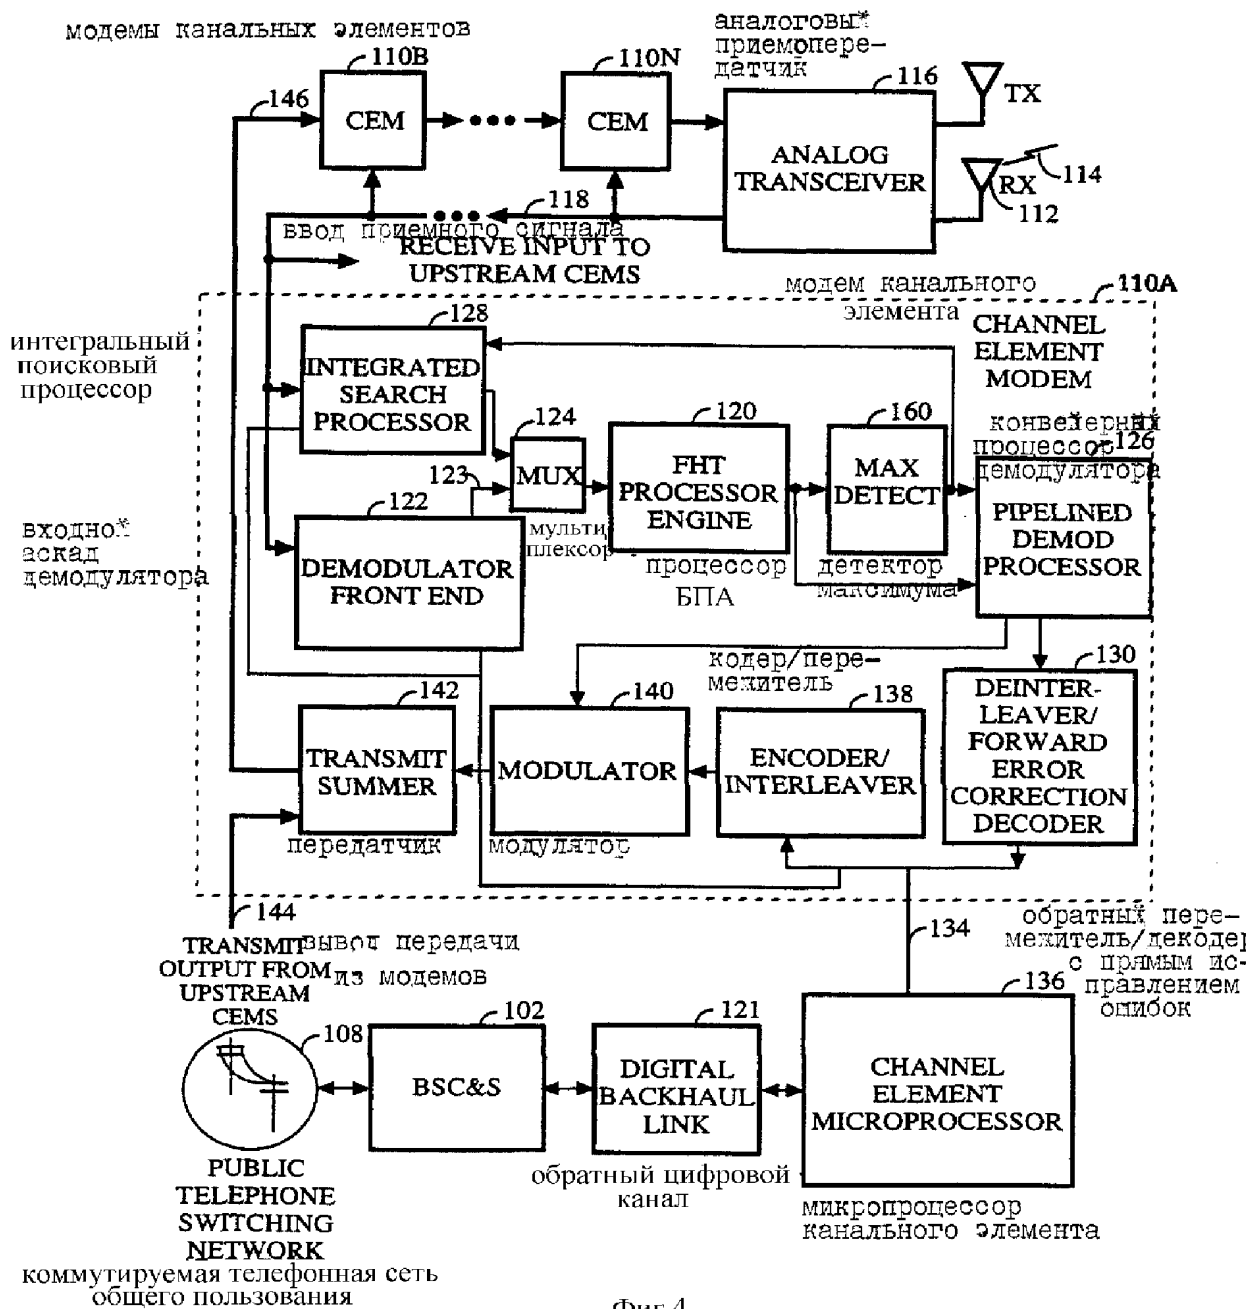 модемы канальных элементов
110B
110N
аналоговый
приемопере-
датчик
116
TX
146
CEM
CEM
ANALOG
TRANSCEIVER
RX
114
112
118
ввод приемного сигнала
RECEIVE INPUT TO
UPSTREAM CEMS
модем канального
элемента
110A
CHANNEL
ELEMENT
MODEM
интегральный
поисковый
процессор
128
INTEGRATED
SEARCH
PROCESSOR
124
MUX
мульти
плексор
123
120
FHT
PROCESSOR
ENGINE
процессор
БПА
160
MAX
DETECT
детектор
максимума
конвейерный
процессор
демодулятора
126
PIPELINED
DEMOD
PROCESSOR
входной
аскад
демодулятора
122
DEMODULATOR
FRONT END
кодер/пере-
межитель
142
TRANSMIT
SUMMER
передатчик
140
MODULATOR
модулятор
138
ENCODER/
INTERLEAVER
130
DEINTER-
LEAVER/
FORWARD
ERROR
CORRECTION
DECODER
144
TRANSMIT
OUTPUT FROM
UPSTREAM
CEMS
вывот передачи
из модемов
134
обратный пере-
межитель/декодер
с прямым ис-
правлением
ошибок
108
102
BSC&S
121
DIGITAL
BACKHAUL
LINK
обратный цифровой
канал
136
CHANNEL
ELEMENT
MICROPROCESSOR
микропроцессор
канального элемента
PUBLIC
TELEPHONE
SWITCHING
NETWORK
коммутируемая телефонная сеть
общего пользования
Фиг.4